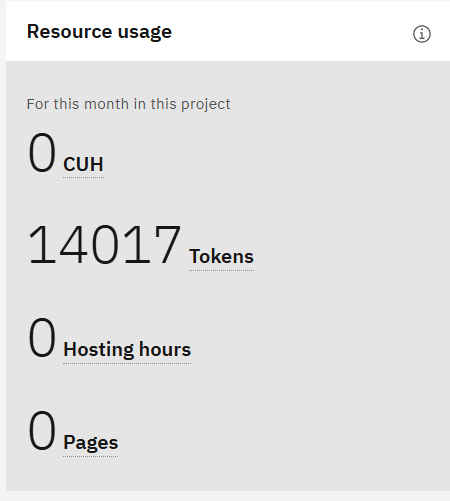 Resource usage
For this month in this project
0 CUH
14017 Tokens
0 Hosting hours
0 Pages